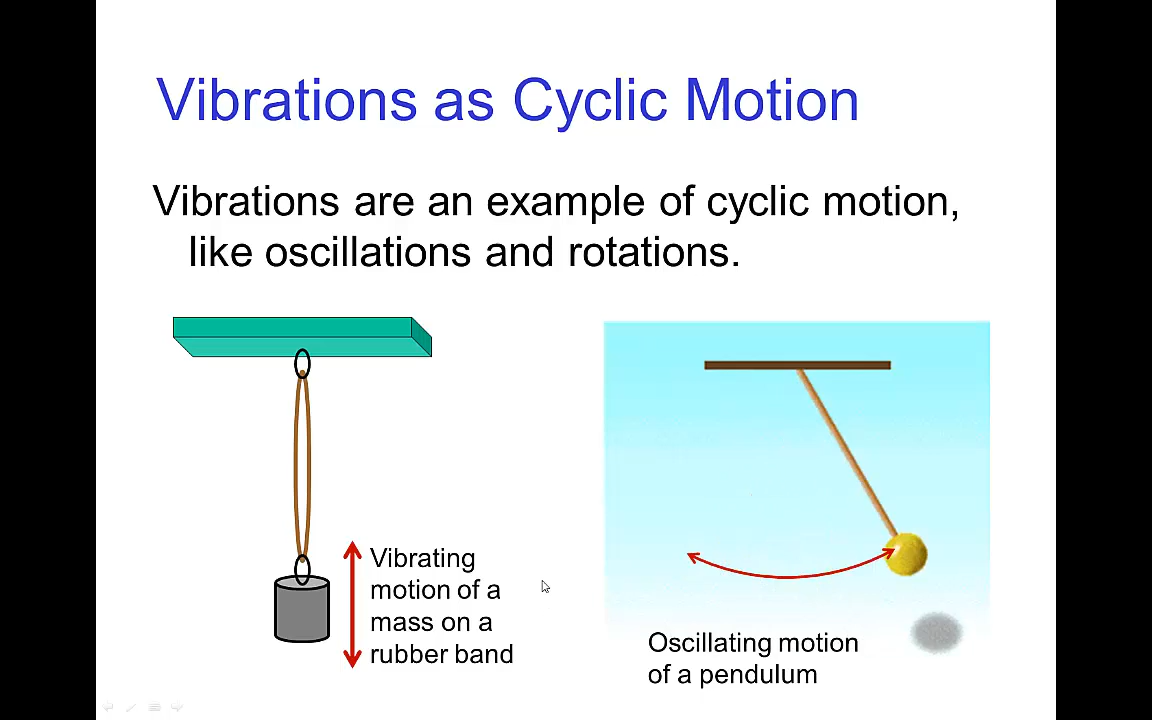 Vibrations as Cyclic Motion
Vibrations are an example of cyclic motion,
like oscillations and rotations.
Vibrating
motion of a
mass on a
rubber band
Oscillating motion
of a pendulum